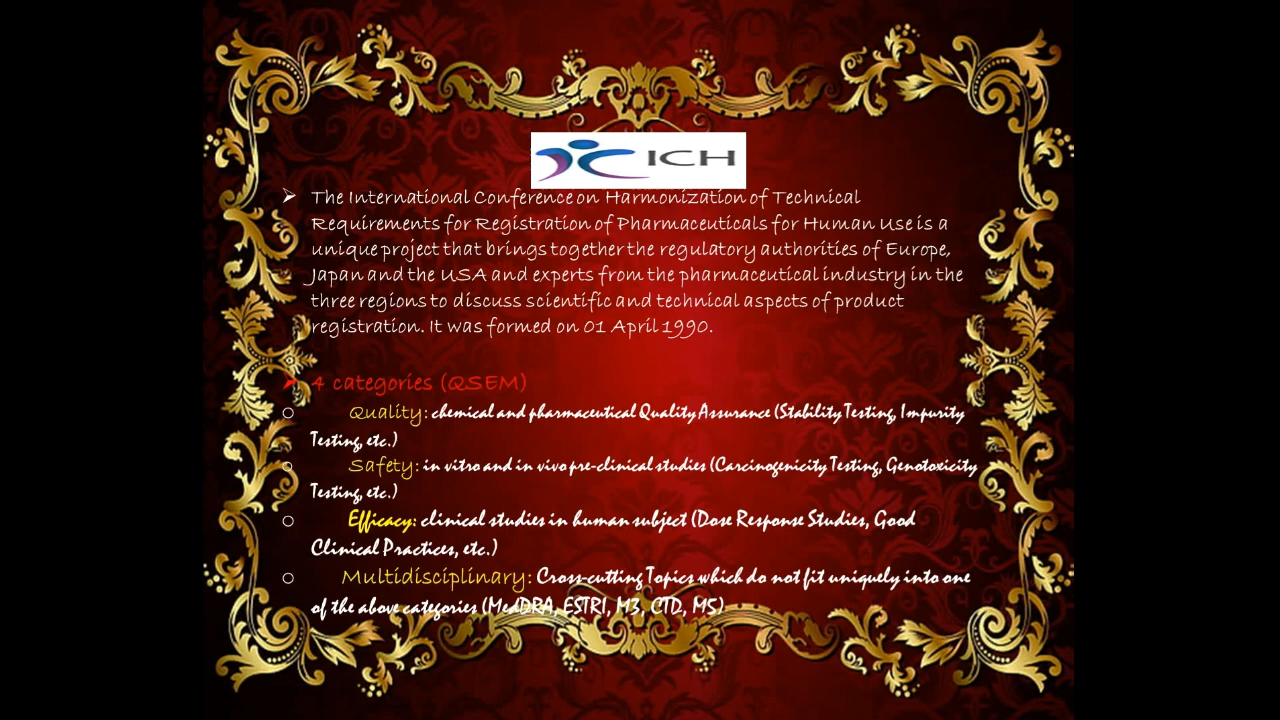 ICH
The International Conference on Harmonization of Technical
Requirements for Registration of Pharmaceuticals for Human Use is a
unique project that brings together the regulatory authorities of Europe,
Japan and the USA and experts from the pharmaceutical industry in the
three regions to discuss scientific and technical aspects of product
registration. It was formed on 01 April 1990.
4 categories (QSEM)
Quality: chemical and pharmaceutical Quality Assurance (Stability Testing, Impurity
Testing, etc.)
Safety: in vitro and in vivo pre-clinical studies (Carcinogenicity Testing, Genotoxicity
Testing, etc.)
Efficacy: clinical studies in human subject (Dose Response Studies, Good
Clinical Practices, etc.)
Multidisciplinary: Cross-cutting Topics which do not fit uniquely into one
of the above categories (MedDRA, ESTRI, M3, CTD, M5)